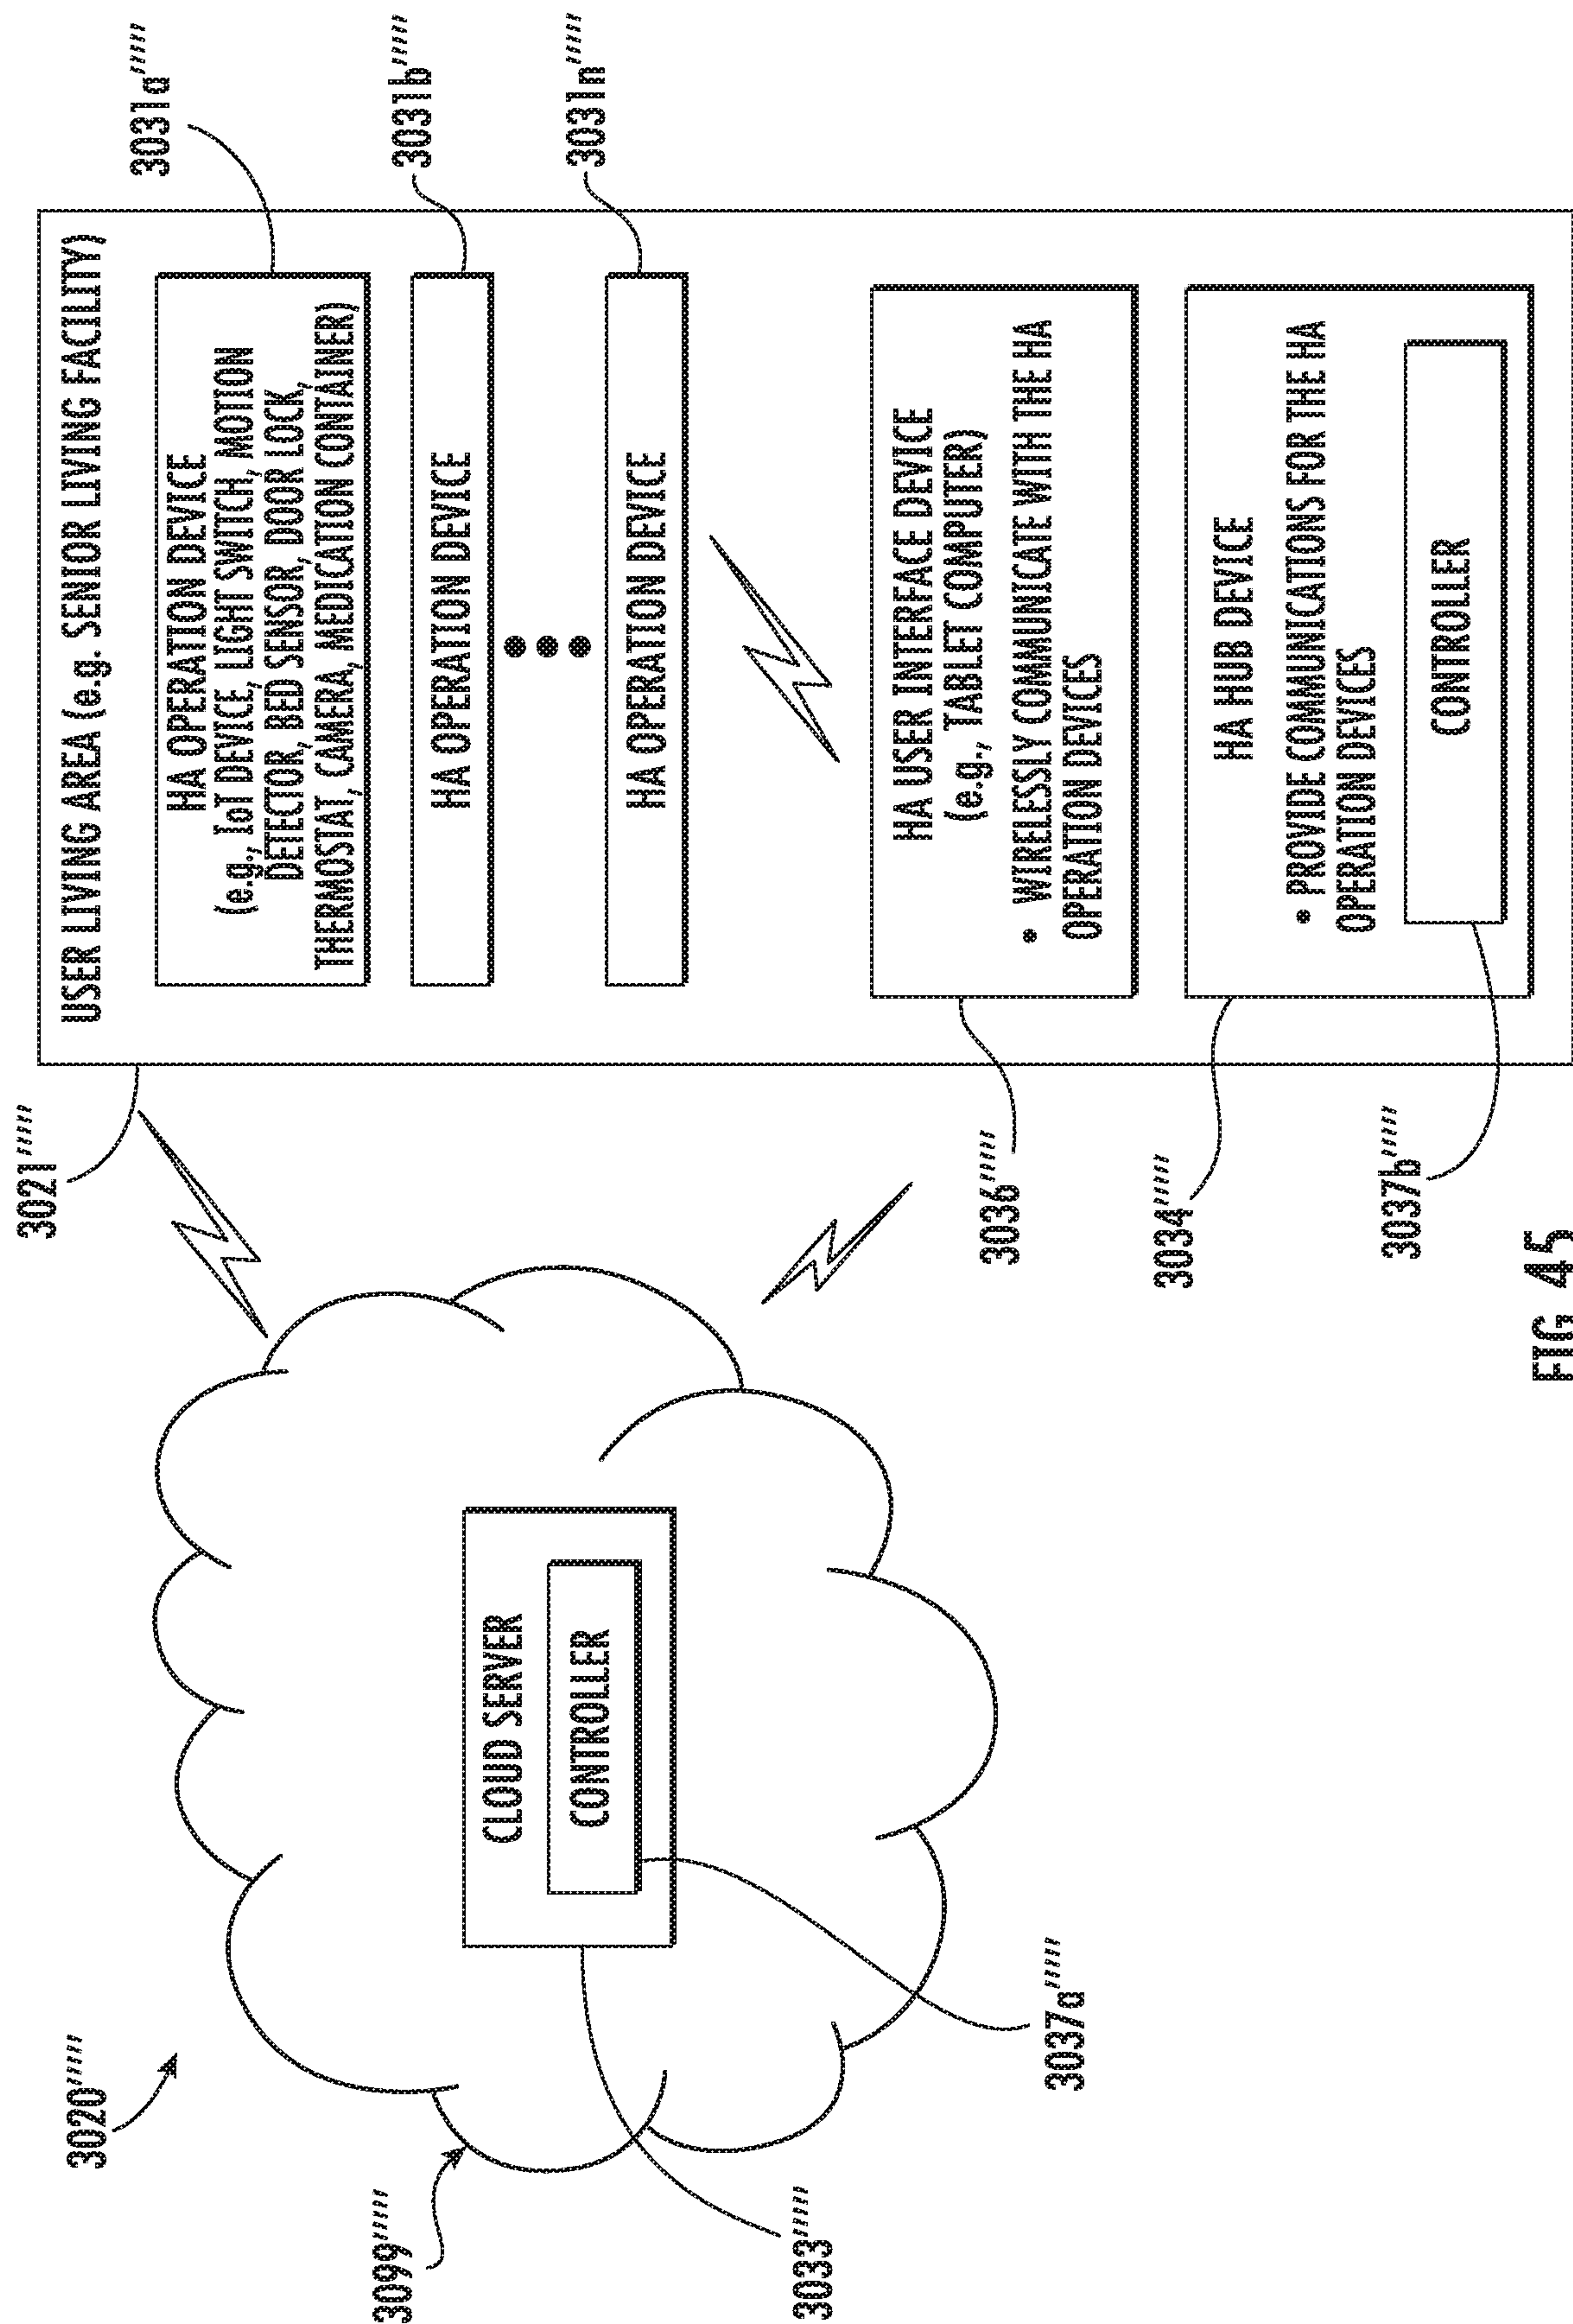 3020'''''
3099'''''
3033'''''
CLOUD SERVER
CONTROLLER
3037a'''''
3021'''''
USER LIVING AREA (e.g. SENIOR LIVING FACILITY)
HA OPERATION DEVICE
(e.g., IoT DEVICE, LIGHT SWITCH, MOTION
DETECTOR, BED SENSOR, DOOR LOCK,
THERMOSTAT, CAMERA, MEDICATION CONTAINER)
3031a'''''
HA OPERATION DEVICE
3031b'''''
HA OPERATION DEVICE
3031n'''''
HA USER INTERFACE DEVICE
(e.g., TABLET COMPUTER)
• WIRELESSLY COMMUNICATE WITH THE HA
OPERATION DEVICES
3036'''''
HA HUB DEVICE
• PROVIDE COMUNICATIONS FOR THE HA
OPERATION DEVICES
CONTROLLER
3034'''''
3037b'''''
FIG. 45